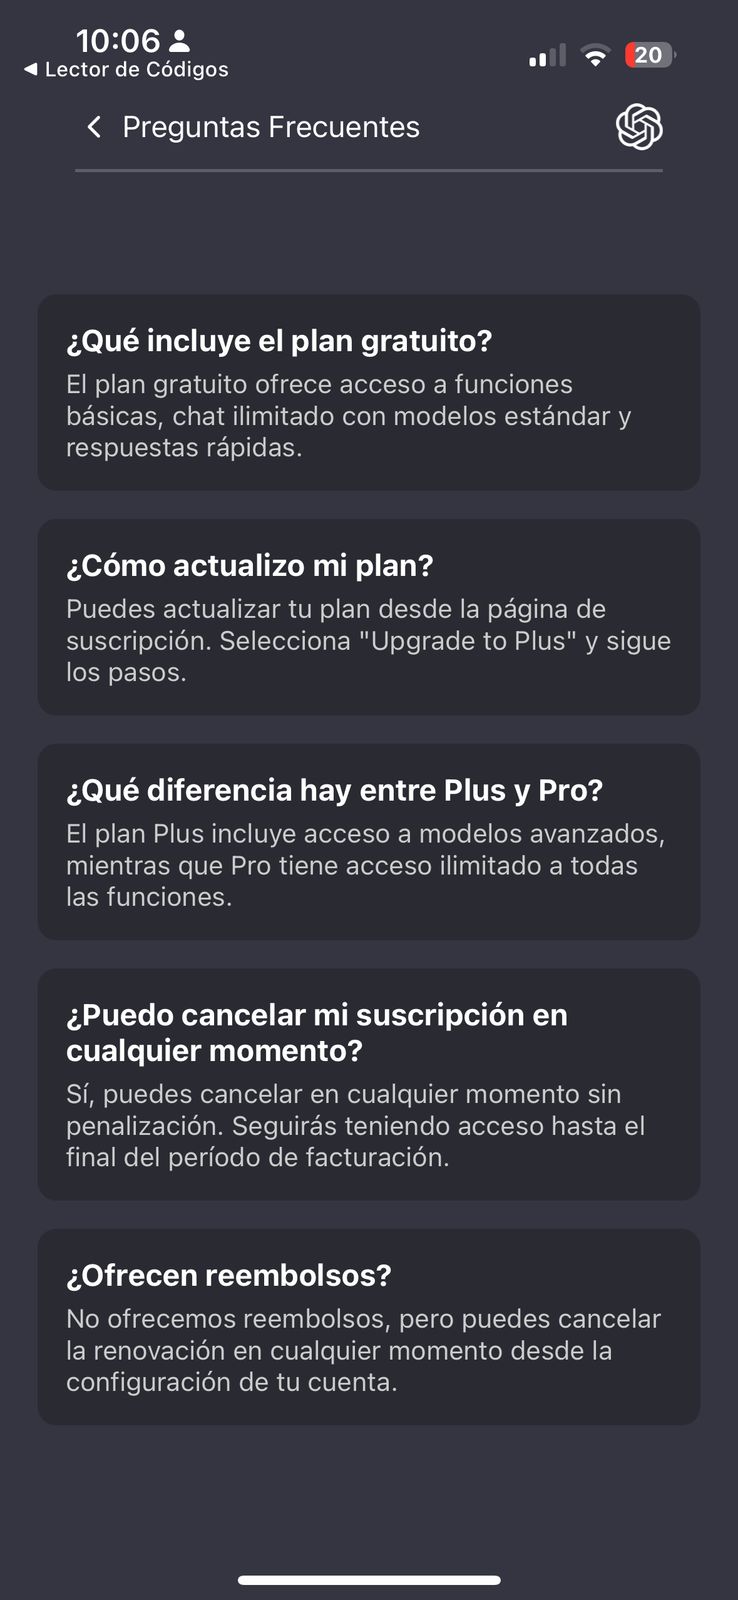 10:06
◀ Lector de Códigos
20
Preguntas Frecuentes
¿Qué incluye el plan gratuito?
El plan gratuito ofrece acceso a funciones
básicas, chat ilimitado con modelos estándar y
respuestas rápidas.
¿Cómo actualizo mi plan?
Puedes actualizar tu plan desde la página de
suscripción. Selecciona "Upgrade to Plus" y sigue
los pasos.
¿Qué diferencia hay entre Plus y Pro?
El plan Plus incluye acceso a modelos avanzados,
mientras que Pro tiene acceso ilimitado a todas
las funciones.
¿Puedo cancelar mi suscripción en
cualquier momento?
Sí, puedes cancelar en cualquier momento sin
penalización. Seguirás teniendo acceso hasta el
final del período de facturación.
¿Ofrecen reembolsos?
No ofrecemos reembolsos, pero puedes cancelar
la renovación en cualquier momento desde la
configuración de tu cuenta.